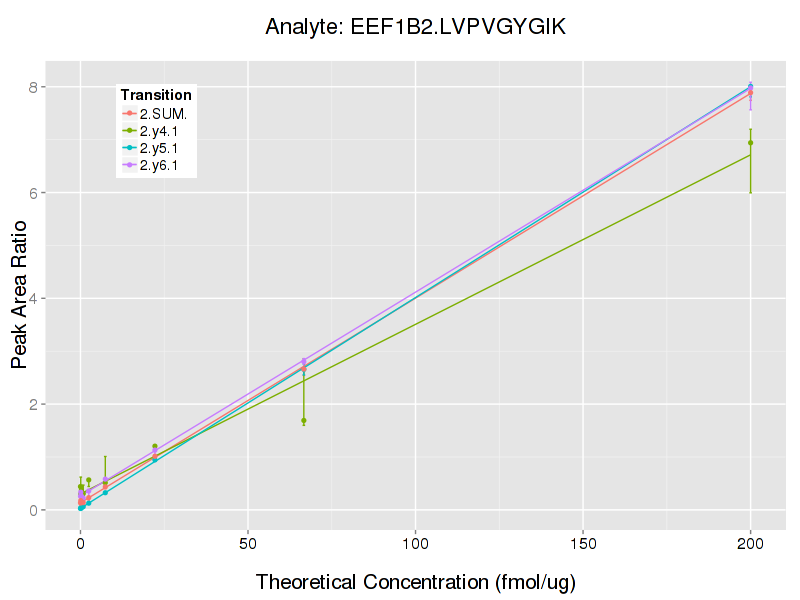 Analyte: EEF1B2.LVPVGYGIK
Peak Area Ratio
8
6
4
2
0
Transition
2.SUM.
2.y4.1
2.y5.1
2.y6.1
0 50 100 150 200
Theoretical Concentration (fmol/ug)